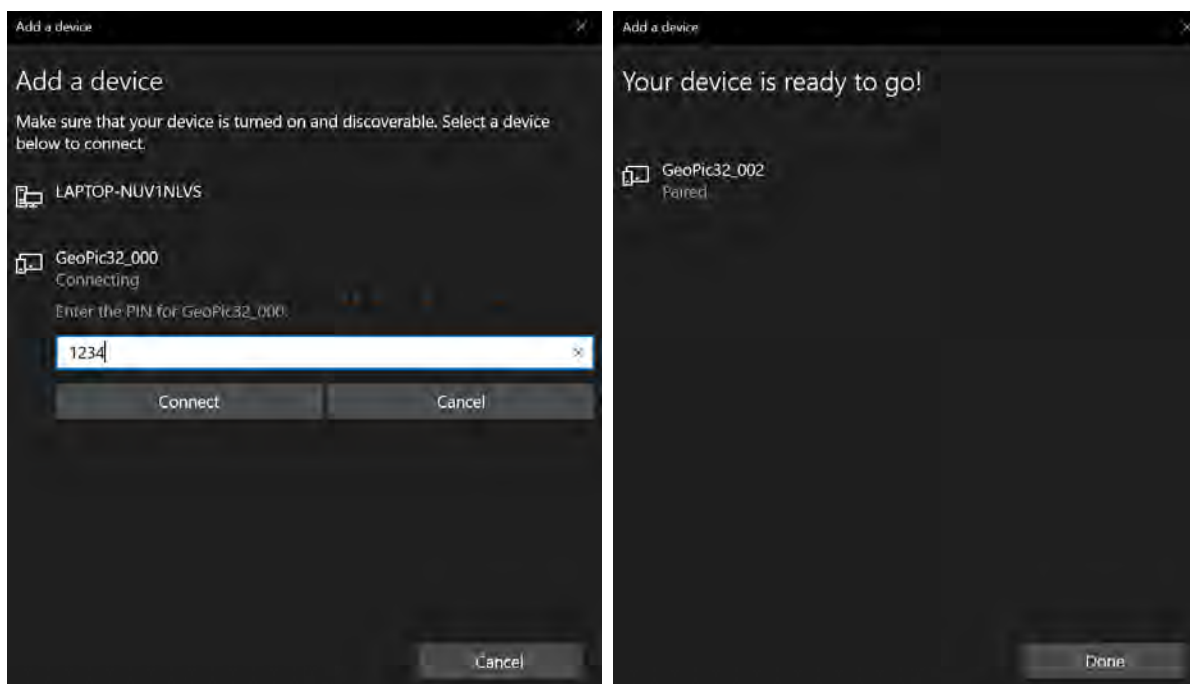 Add a device
Add a device
Make sure that your device is turned on and discoverable. Select a device
below to connect.
LAPTOP-NUV1NLVS
GeoPic32_000
Connecting
Enter the PIN for GeoPic32_000.
1234
Connect
Cancel
Cancel
Add a device
Your device is ready to go!
GeoPic32_002
Paired
Done